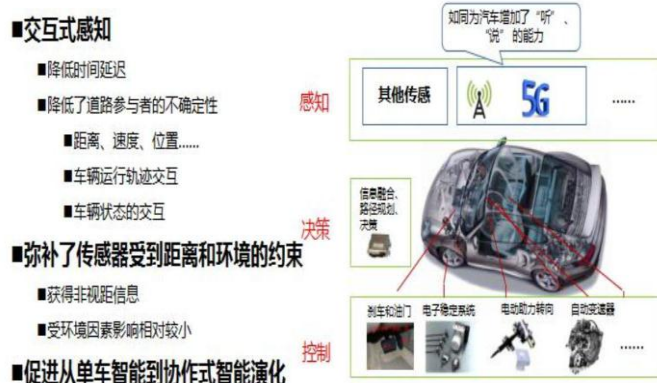 ■交互式感知
■降低时间延迟
■降低了道路参与者的不确定性
■距离、速度、位置......
■车辆运行轨迹交互
■车辆状态的交互
■弥补了传感器受到距离和环境的约束
■获得非视距信息
■受环境因素影响相对较小
■促进从单车智能到协作式智能演化
感知
决策
控制
如同为汽车增加了“听”、
“说”的能力
其他传感
5G
......
信息融合、
路径规划、
决策
刹车和油门
电子稳定系统
电动助力转向
自动变速器
......